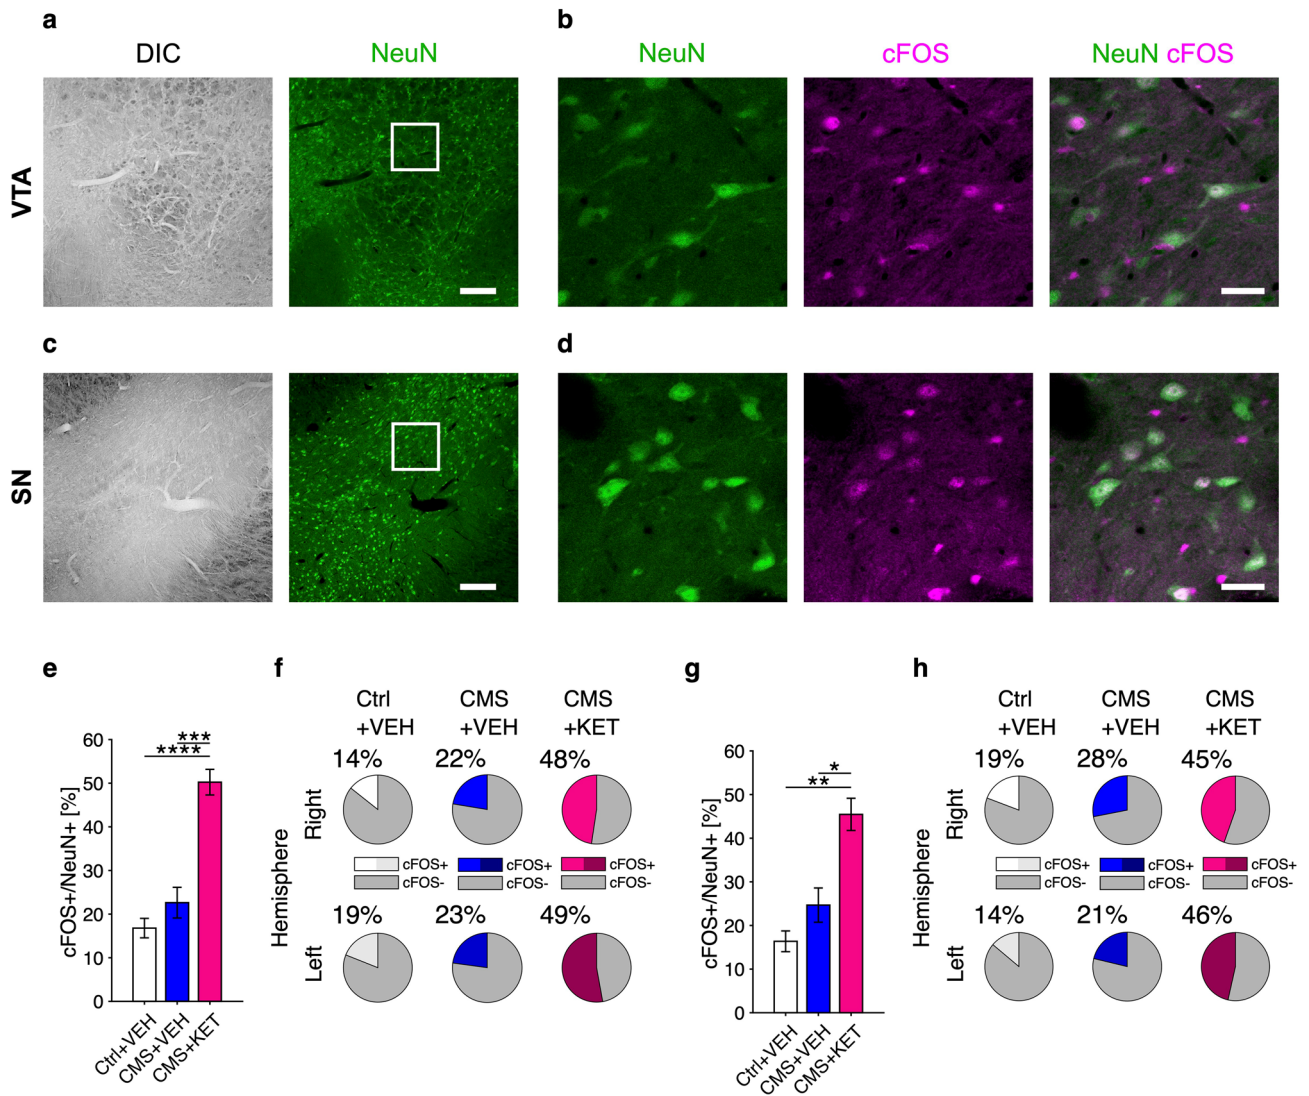 a
b
DIC
NeuN
NeuN
cFOS
NeuN cFOS
VTA
c
d
SN
e
60
50
40
30
20
10
0
cFOS+/NeuN+ [%]
***
****
Ctrl+VEH
CMS+VEH
CMS+KET
f
Ctrl
+VEH
CMS
+VEH
CMS
+KET
14%
22%
48%
Right
Hemisphere
cFOS+
cFOS+
cFOS+
cFOS-
cFOS-
cFOS-
19%
23%
49%
Left
g
60
50
40
30
20
10
0
cFOS+/NeuN+ [%]
*
**
Ctrl+VEH
CMS+VEH
CMS+KET
h
Ctrl
+VEH
CMS
+VEH
CMS
+KET
19%
28%
45%
Right
Hemisphere
cFOS+
cFOS+
cFOS+
cFOS-
cFOS-
cFOS-
14%
21%
46%
Left